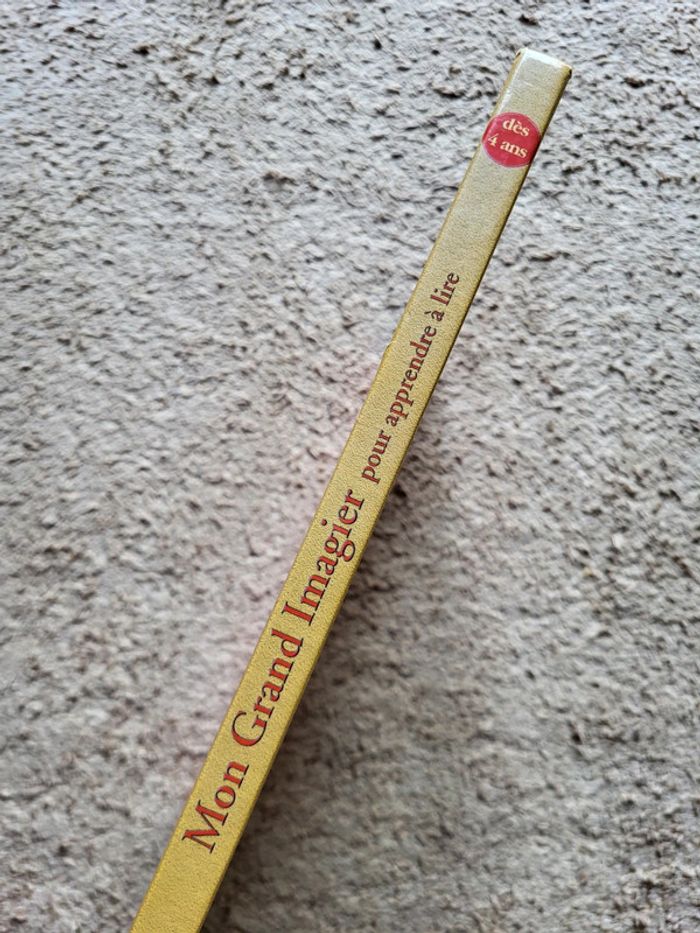 Mon Grand Imagier pour apprendre à lire
dès
4 ans